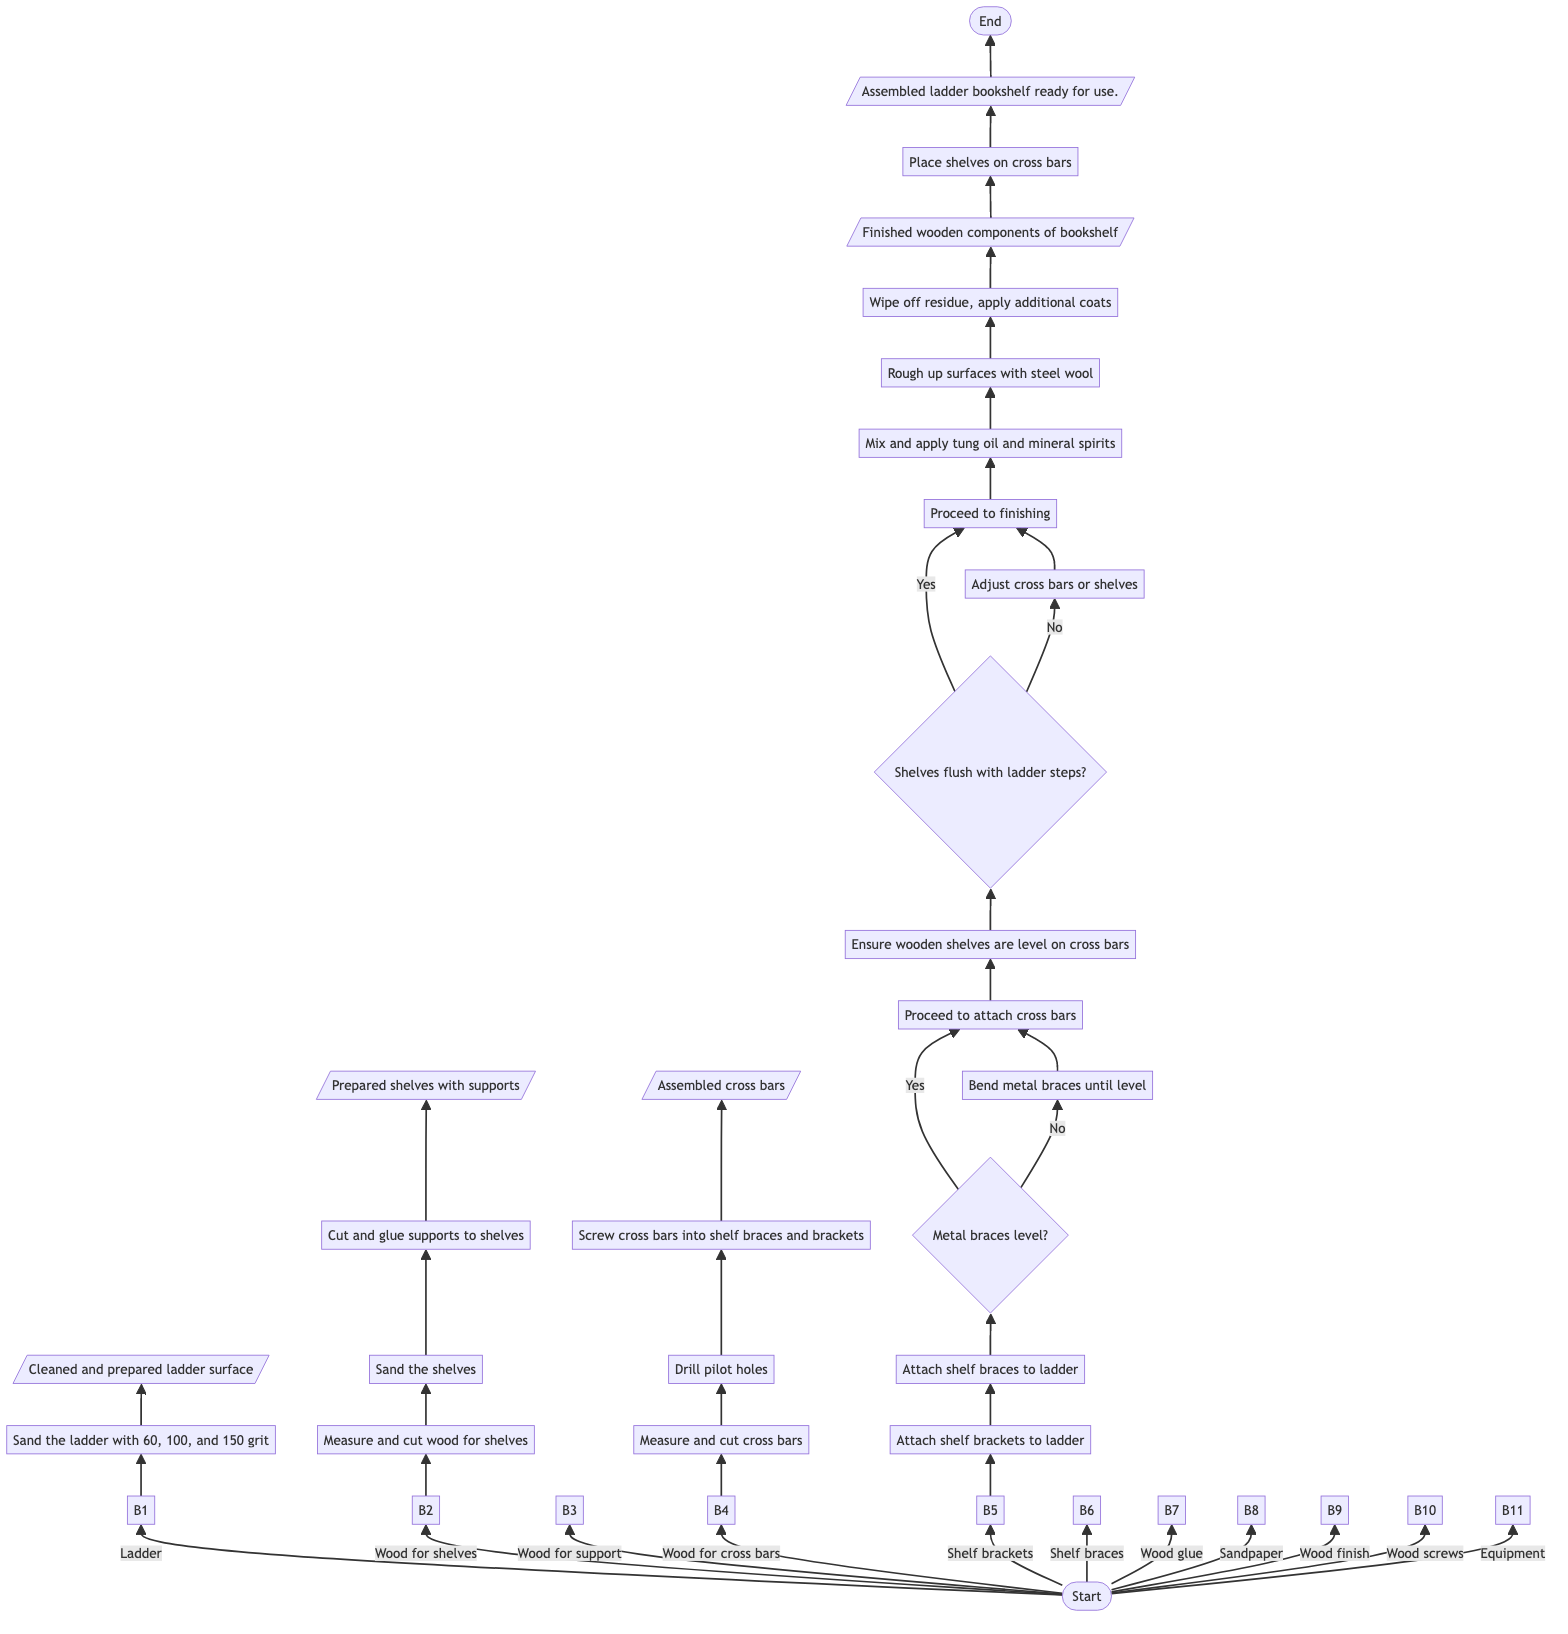 End
Assembled ladder bookshelf ready for use.
Place shelves on cross bars
Finished wooden components of bookshelf
Wipe off residue, apply additional coats
Rough up surfaces with steel wool
Mix and apply tung oil and mineral spirits
Proceed to finishing
Yes
Adjust cross bars or shelves
No
Shelves flush with ladder steps?
Ensure wooden shelves are level on cross bars
Proceed to attach cross bars
Prepared shelves with supports
Assembled cross bars
Yes
Bend metal braces until level
No
Cut and glue supports to shelves
Screw cross bars into shelf braces and brackets
Metal braces level?
Cleaned and prepared ladder surface
Sand the shelves
Drill pilot holes
Attach shelf braces to ladder
Sand the ladder with 60, 100, and 150 grit
Measure and cut wood for shelves
Measure and cut cross bars
Attach shelf brackets to ladder
B1
B2
B3
B4
B5
B6
B7
B8
B9
B10
B11
Ladder
Wood for shelves
Wood for support
Wood for cross bars
Shelf brackets
Shelf braces
Wood glue
Sandpaper
Wood finish
Wood screws
Equipment
Start